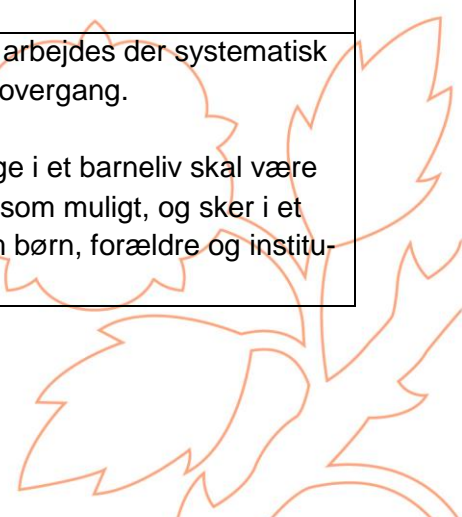 arbejdes der systematisk
overgang.
ge i et barneliv skal være
som muligt, og sker i et
n børn, forældre og institu-